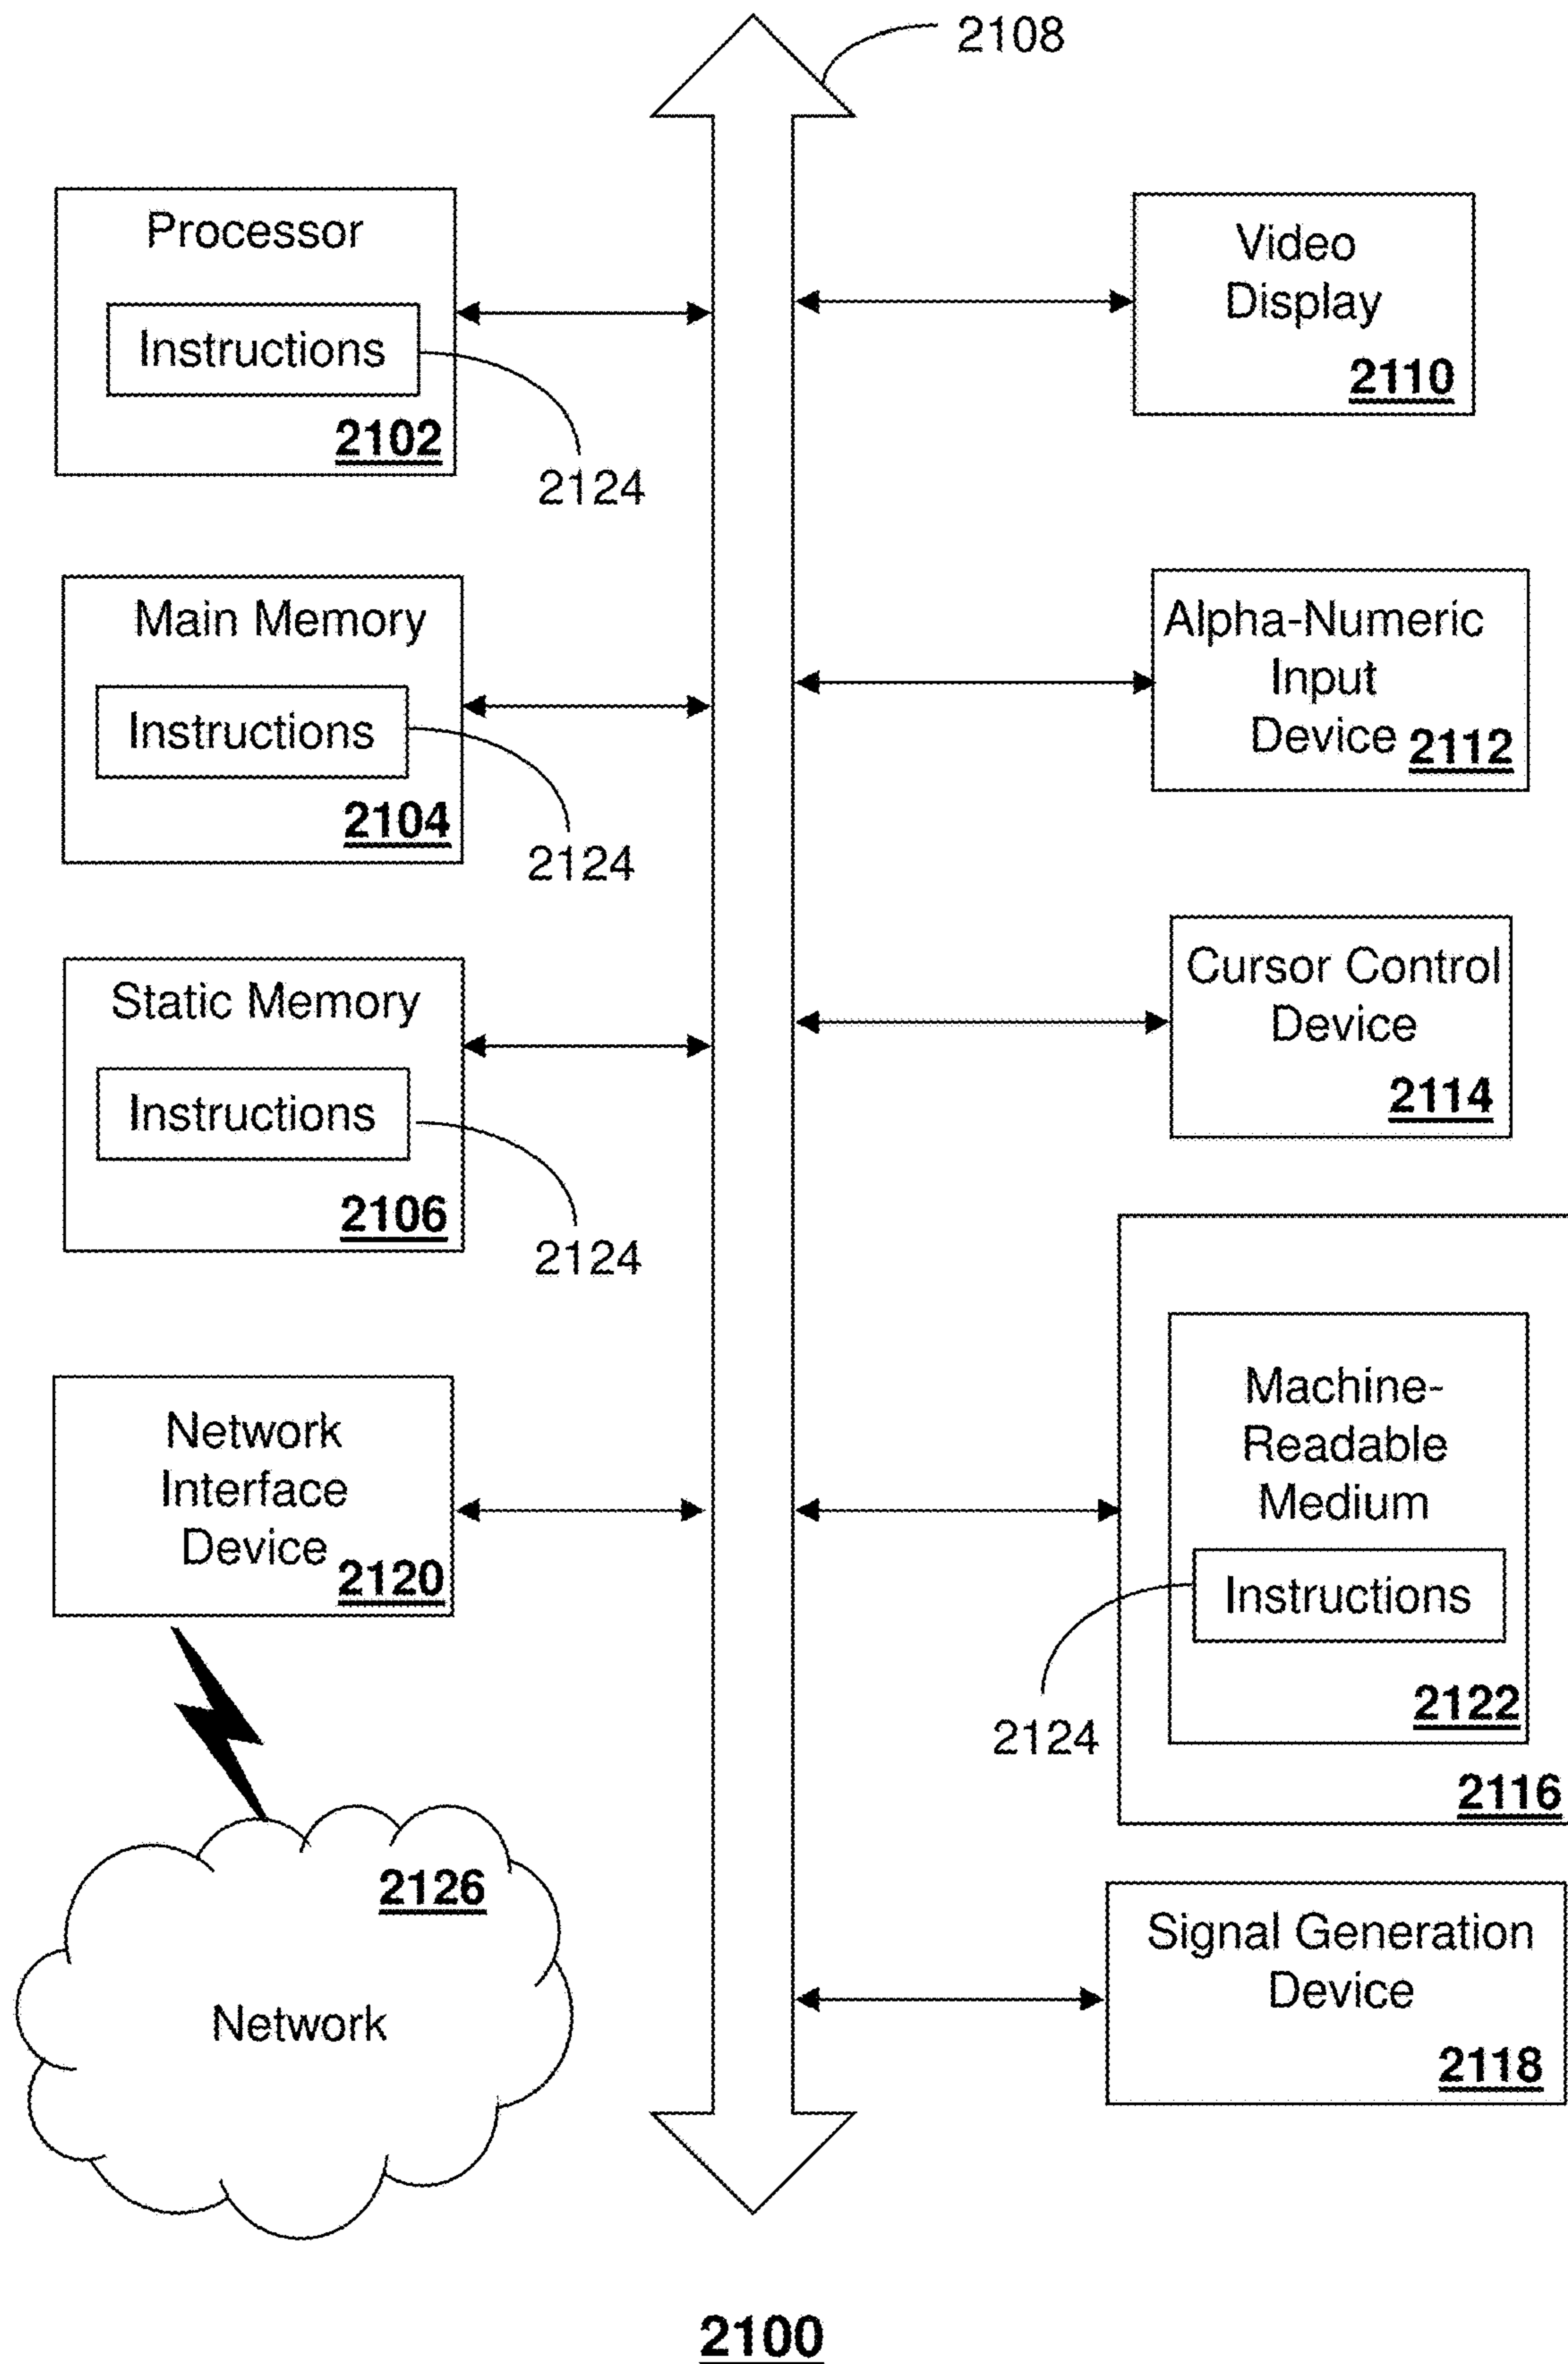 2108
Processor
Instructions
2102
2124
Main Memory
Instructions
2104
2124
Static Memory
Instructions
2106
2124
Network
Interface
Device
2120
2126
Network
Video
Display
2110
Alpha-Numeric
Input
Device
2112
Cursor Control
Device
2114
Machine-
Readable
Medium
Instructions
2122
2124
2116
Signal Generation
Device
2118
2100